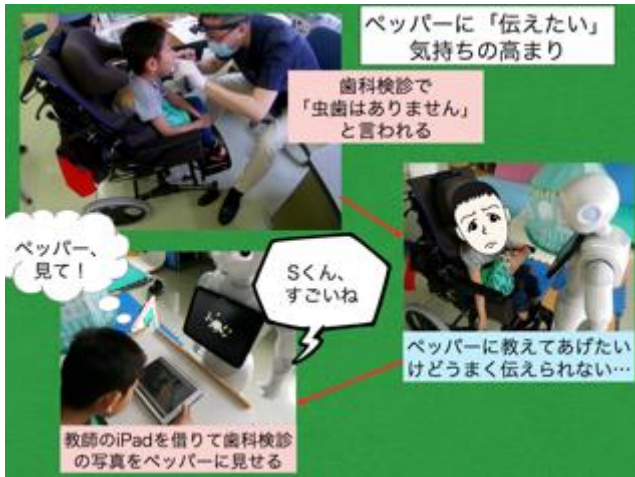 ペッパーに「伝えたい」
気持ちの高まり
歯科検診で
「虫歯はありません」
と言われる
ペッパーに教えてあげたい
けどうまく伝えられない…
ペッパー、
見て！
Sくん、
すごいね
教師のiPadを借りて歯科検診
の写真をペッパーに見せる